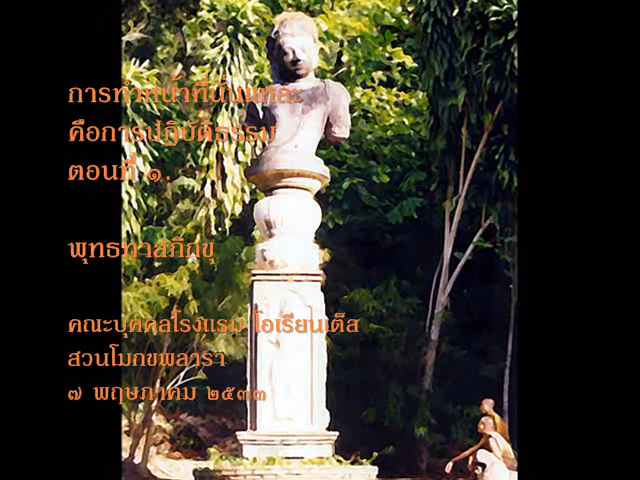 การทำหน้าที่นั่นแหละ
คือการปฏิบัติธรรม
ตอนที่ ๑.
พุทธทาสภิกขุ
คณะบุคคลโรงแรม โอเรียนเต็ล
สวนโมกขพลาราม
๗ พฤษภาคม ๒๕๓๓